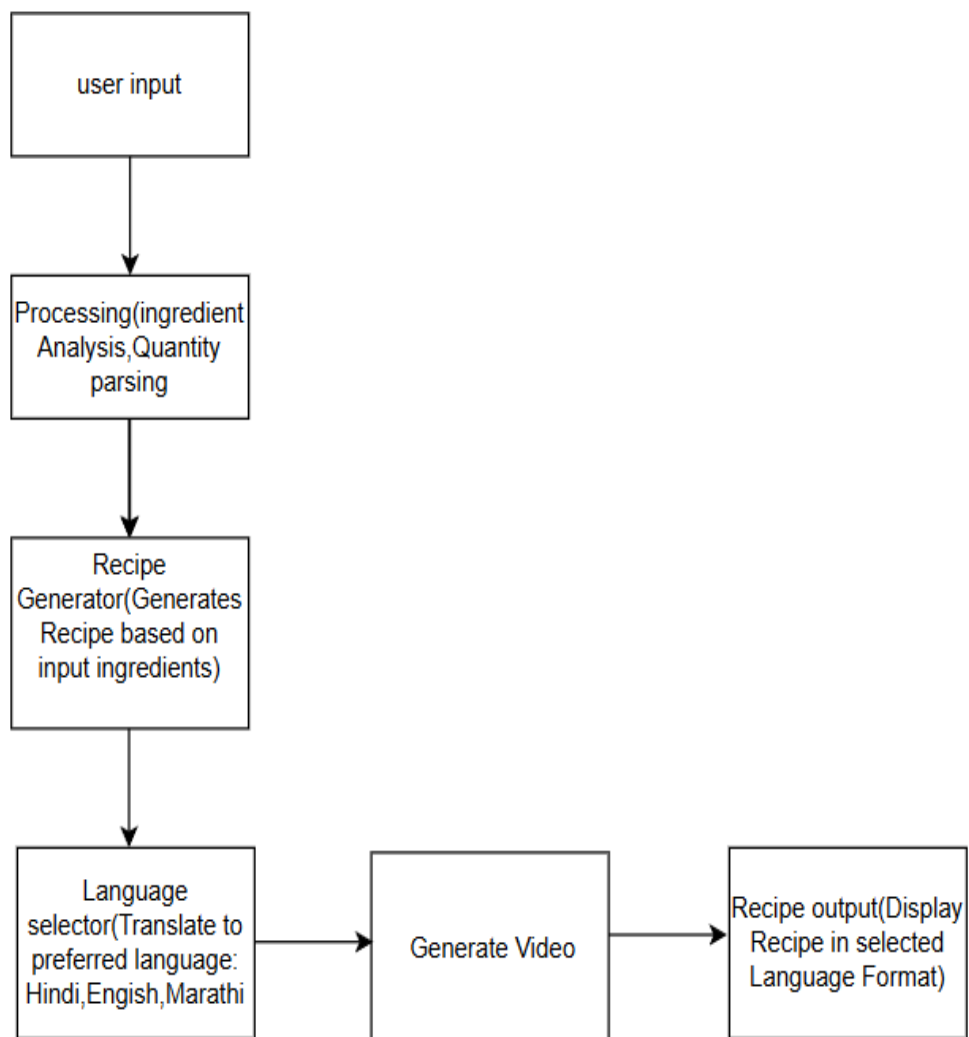 user input
Processing(ingredient
Analysis,Quantity
parsing
Recipe
Generator(Generates
Recipe based on
input ingredients)
Language
selector(Translate to
preferred language:
Hindi,Engish,Marathi
Generate Video
Recipe output(Display
Recipe in selected
Language Format)